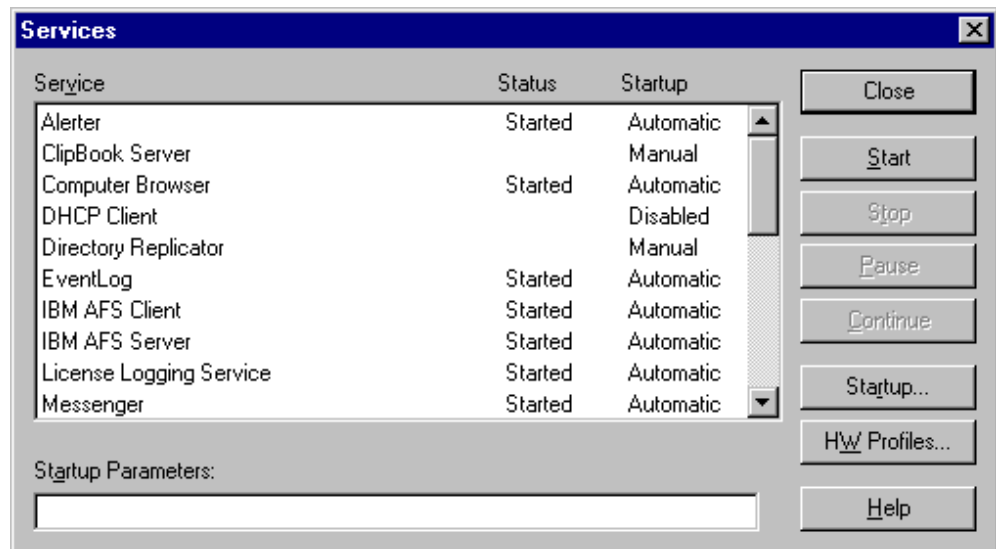 Services
Service Status Startup
Alerter Started Automatic
ClipBook Server Manual
Computer Browser Started Automatic
DHCP Client Disabled
Directory Replicator Manual
EventLog Started Automatic
IBM AFS Client Started Automatic
IBM AFS Server Started Automatic
License Logging Service Started Automatic
Messenger Started Automatic
Startup Parameters:
Close
Start
Stop
Pause
Continue
Startup...
HW Profiles...
Help